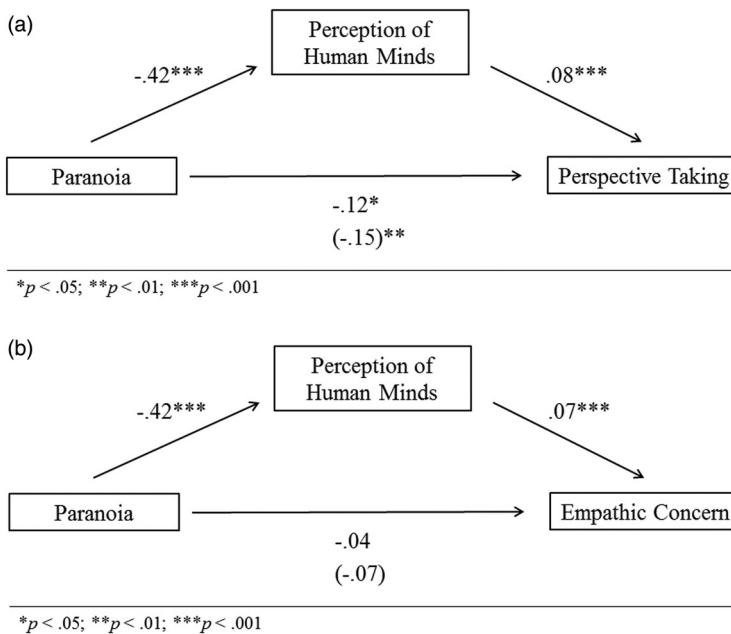 (a)
Perception of
Human Minds
-.42***
.08***
Paranoia
Perspective Taking
-.12*
(-.15)**
*p < .05; **p < .01; ***p < .001
(b)
Perception of
Human Minds
-.42***
.07***
Paranoia
Empathic Concern
-.04
(-.07)
*p < .05; **p < .01; ***p < .001